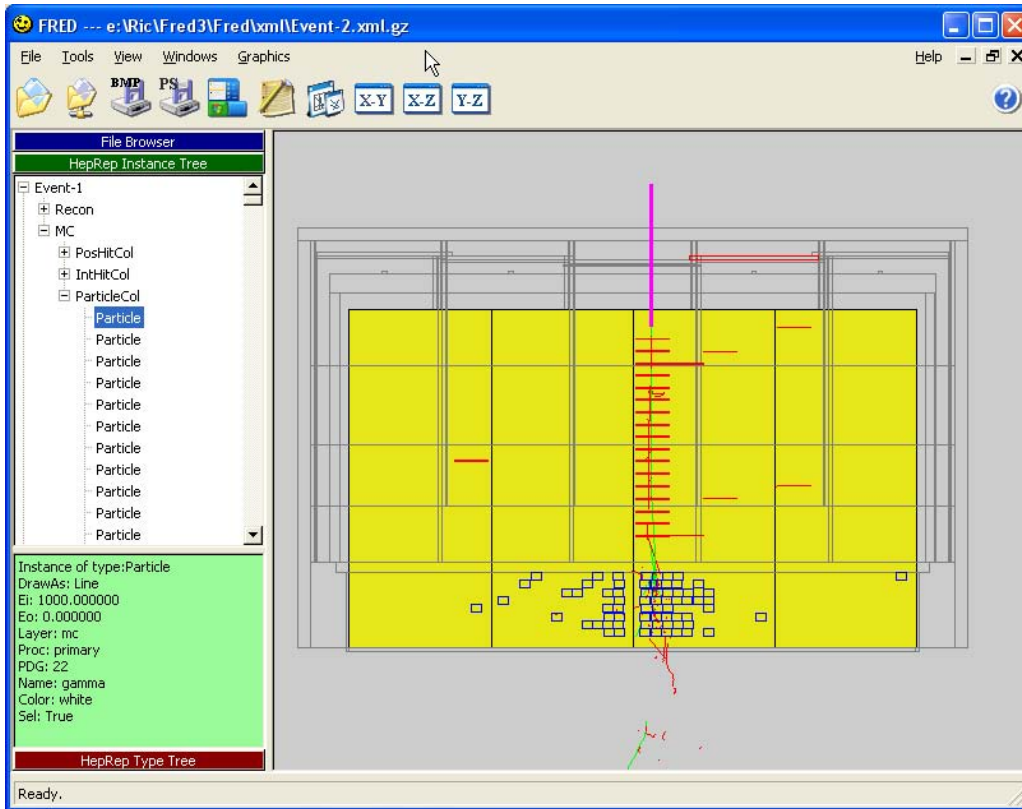 FRED --- e:\Ric\Fred3\Fred\xml\Event-2.xml.gz
File Tools View Windows Graphics Help
BMP PS X-Y X-Z Y-Z ?
File Browser
HepRep Instance Tree
Event-1
Recon
MC
PosHitCol
IntHitCol
ParticleCol
Particle
Particle
Particle
Particle
Particle
Particle
Particle
Particle
Particle
Particle
Particle
Instance of type:Particle
DrawAs: Line
Ei: 1000.000000
Eo: 0.000000
Layer: mc
Proc: primary
PDG: 22
Name: gamma
Color: white
Sel: True
HepRep Type Tree
Ready.